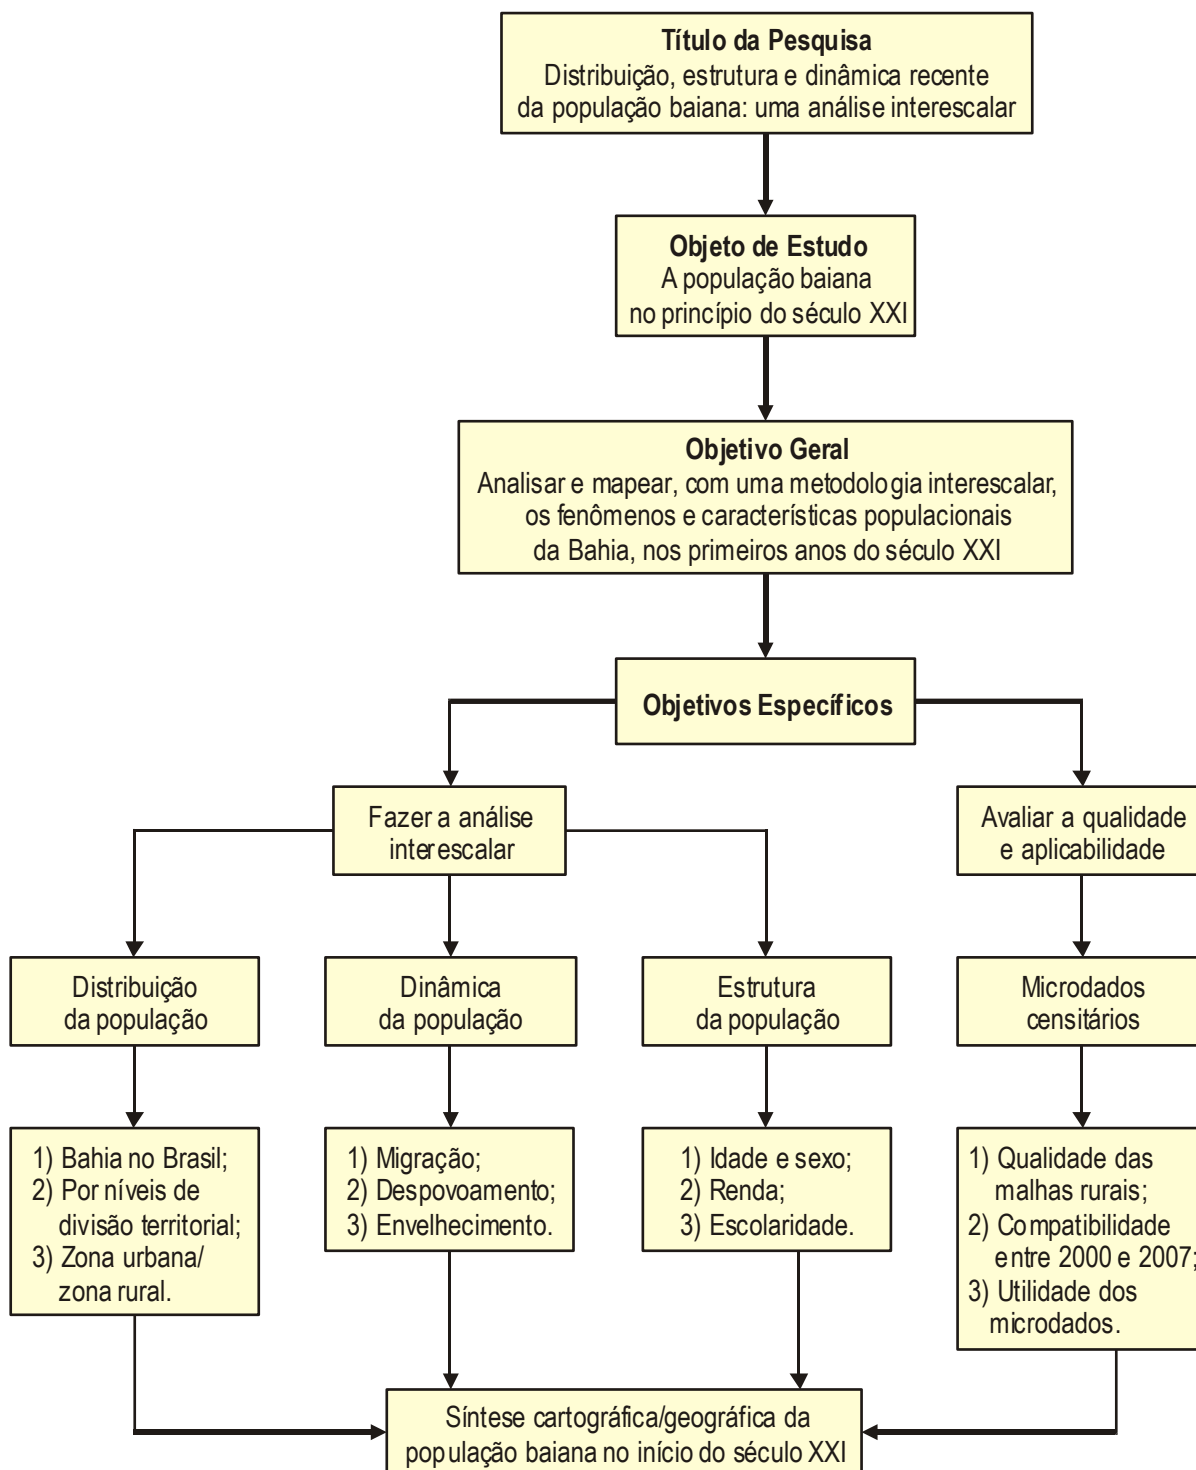 Título da Pesquisa
Distribuição, estrutura e dinâmica recente
da população baiana: uma análise interescalar
Objeto de Estudo
A população baiana
no princípio do século XXI
Objetivo Geral
Analisar e mapear, com uma metodologia interescalar,
os fenômenos e características populacionais
da Bahia, nos primeiros anos do século XXI
Objetivos Específicos
Fazer a análise
interescalar
Avaliar a qualidade
e aplicabilidade
Distribuição
da população
Dinâmica
da população
Estrutura
da população
Microdados
censitários
1) Bahia no Brasil;
2) Por níveis de
divisão territorial;
3) Zona urbana/
zona rural.
1) Migração;
2) Despovoamento;
3) Envelhecimento.
1) Idade e sexo;
2) Renda;
3) Escolaridade.
1) Qualidade das
malhas rurais;
2) Compatibilidade
entre 2000 e 2007;
3) Utilidade dos
microdados.
Síntese cartográfica/geográfica da
população baiana no início do século XXI